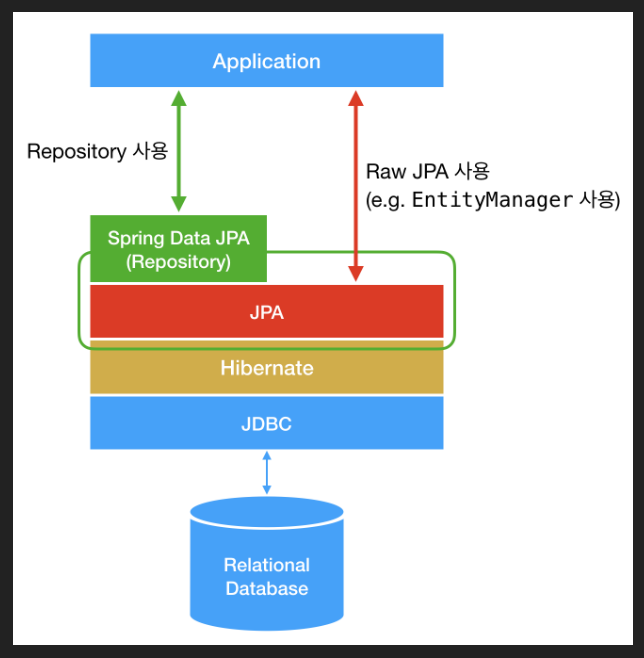 Application
Repository 사용
Raw JPA 사용
(e.g. EntityManager 사용)
Spring Data JPA
(Repository)
JPA
Hibernate
JDBC
Relational
Database